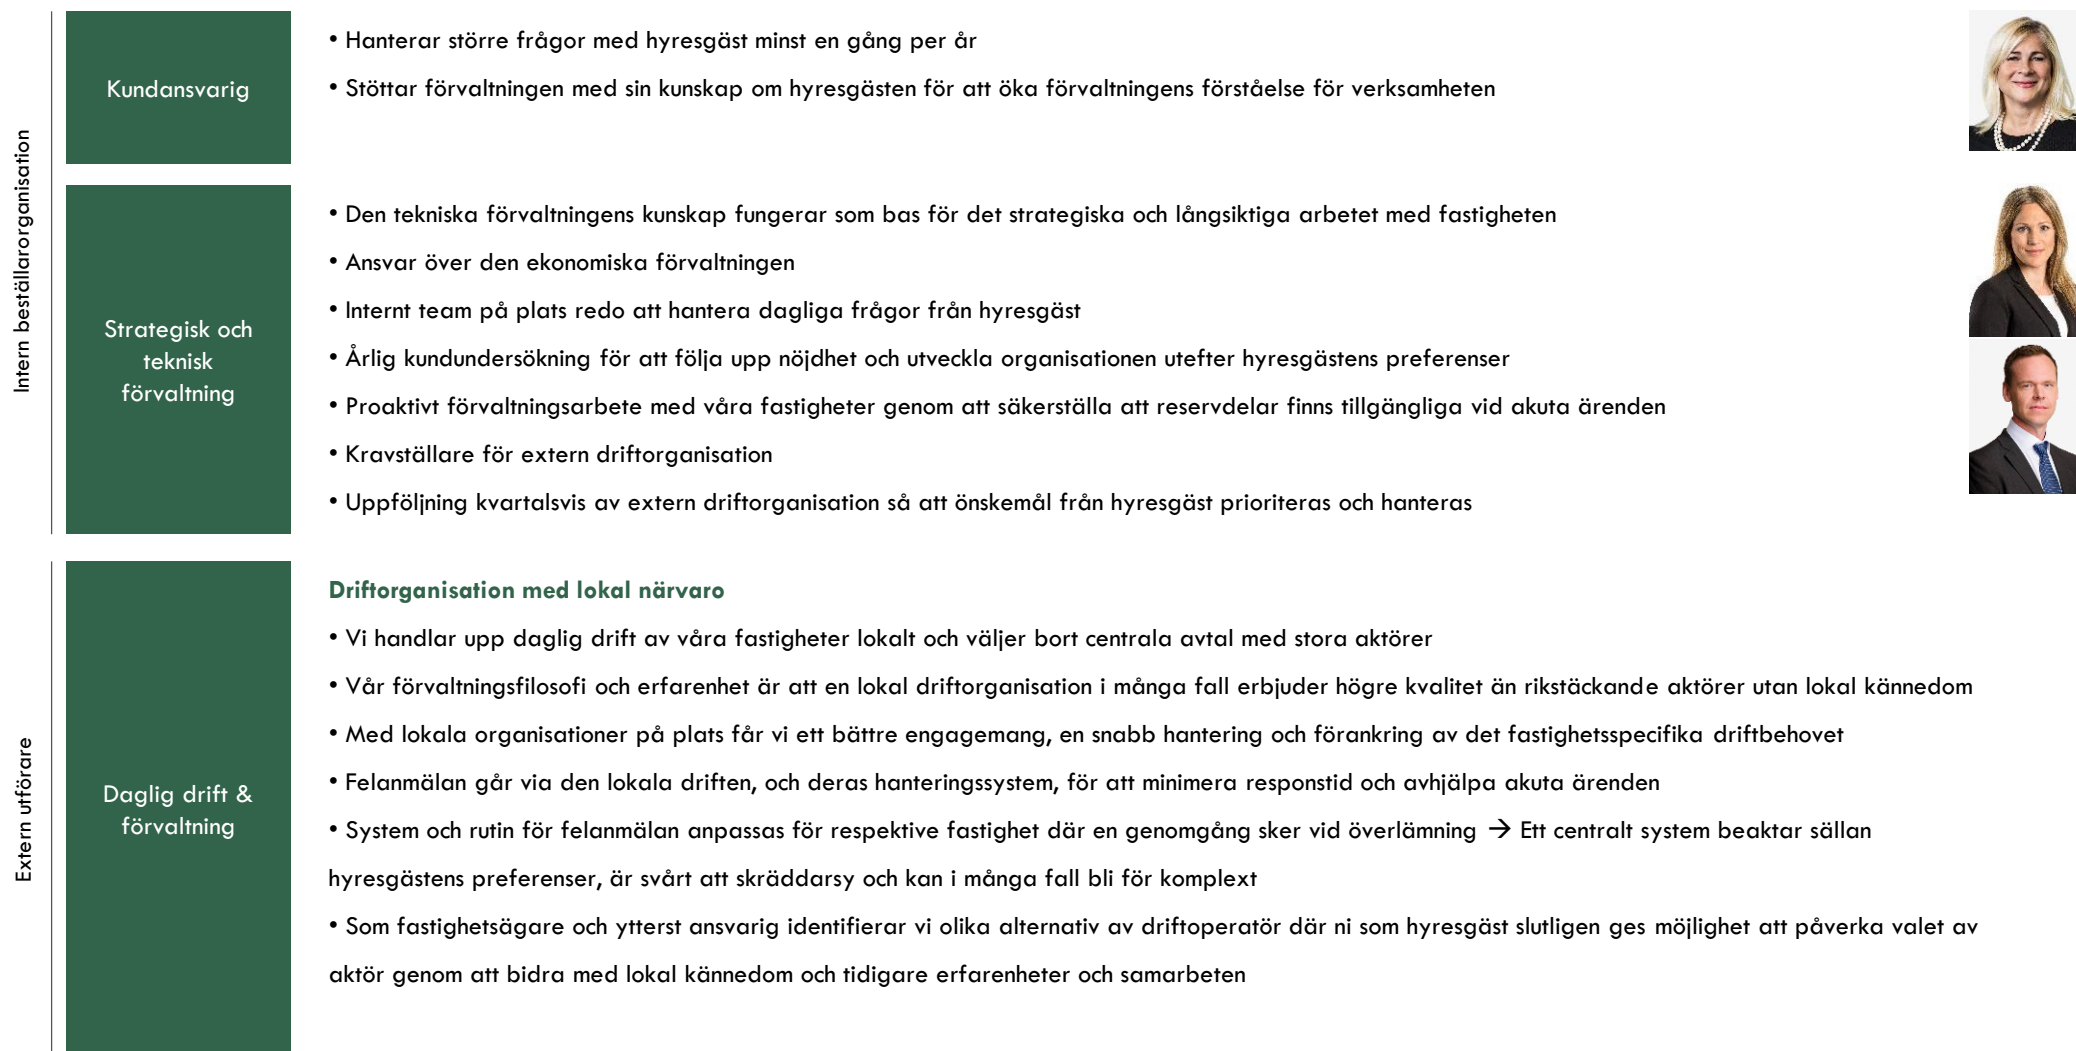 Intern beställarorganisation
Kundansvarig
• Hanterar större frågor med hyresgäst minst en gång per år
• Stöttar förvaltningen med sin kunskap om hyresgästen för att öka förvaltningens förståelse för verksamheten
Strategisk och
teknisk
förvaltning
• Den tekniska förvaltningens kunskap fungerar som bas för det strategiska och långsiktiga arbetet med fastigheten
• Ansvar över den ekonomiska förvaltningen
• Internt team på plats redo att hantera dagliga frågor från hyresgäst
• Årlig kundundersökning för att följa upp nöjdhet och utveckla organisationen utefter hyresgästens preferenser
• Proaktivt förvaltningsarbete med våra fastigheter genom att säkerställa att reservdelar finns tillgängliga vid akuta ärenden
• Kravställare för extern driftorganisation
• Uppföljning kvartalsvis av extern driftorganisation så att önskemål från hyresgäst prioriteras och hanteras
Extern utförare
Daglig drift &
förvaltning
Driftorganisation med lokal närvaro
• Vi handlar upp daglig drift av våra fastigheter lokalt och väljer bort centrala avtal med stora aktörer
• Vår förvaltningsfilosofi och erfarenhet är att en lokal driftorganisation i många fall erbjuder högre kvalitet än rikstäckande aktörer utan lokal kännedom
• Med lokala organisationer på plats får vi ett bättre engagemang, en snabb hantering och förankring av det fastighetsspecifika driftbehovet
• Felanmälan går via den lokala driften, och deras hanteringssystem, för att minimera responstid och avhjälpa akuta ärenden
• System och rutin för felanmälan anpassas för respektive fastighet där en genomgång sker vid överlämning → Ett centralt system beaktar sällan
hyresgästens preferenser, är svårt att skräddarsy och kan i många fall bli för komplext
• Som fastighetsägare och ytterst ansvarig identifierar vi olika alternativ av driftoperatör där ni som hyresgäst slutligen ges möjlighet att påverka valet av
aktör genom att bidra med lokal kännedom och tidigare erfarenheter och samarbeten